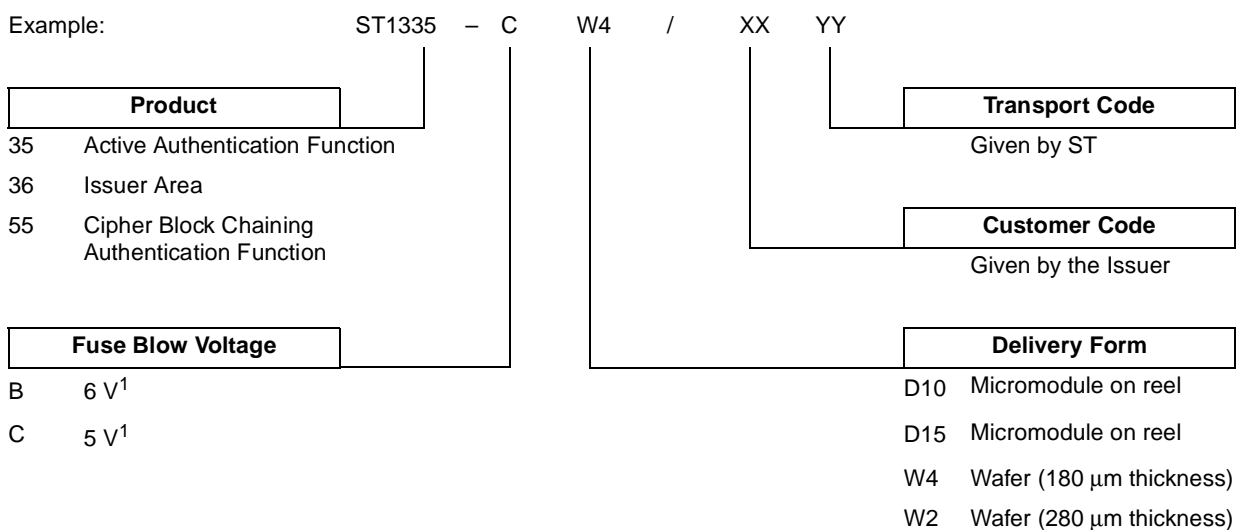 Example: ST1335 – C W4 / XX YY
Product
35 Active Authentication Function
36 Issuer Area
55 Cipher Block Chaining
Authentication Function
Fuse Blow Voltage
B 6 V1
C 5 V1
Transport Code
Given by ST
Customer Code
Given by the Issuer
Delivery Form
D10 Micromodule on reel
D15 Micromodule on reel
W4 Wafer (180 μm thickness)
W2 Wafer (280 μm thickness)